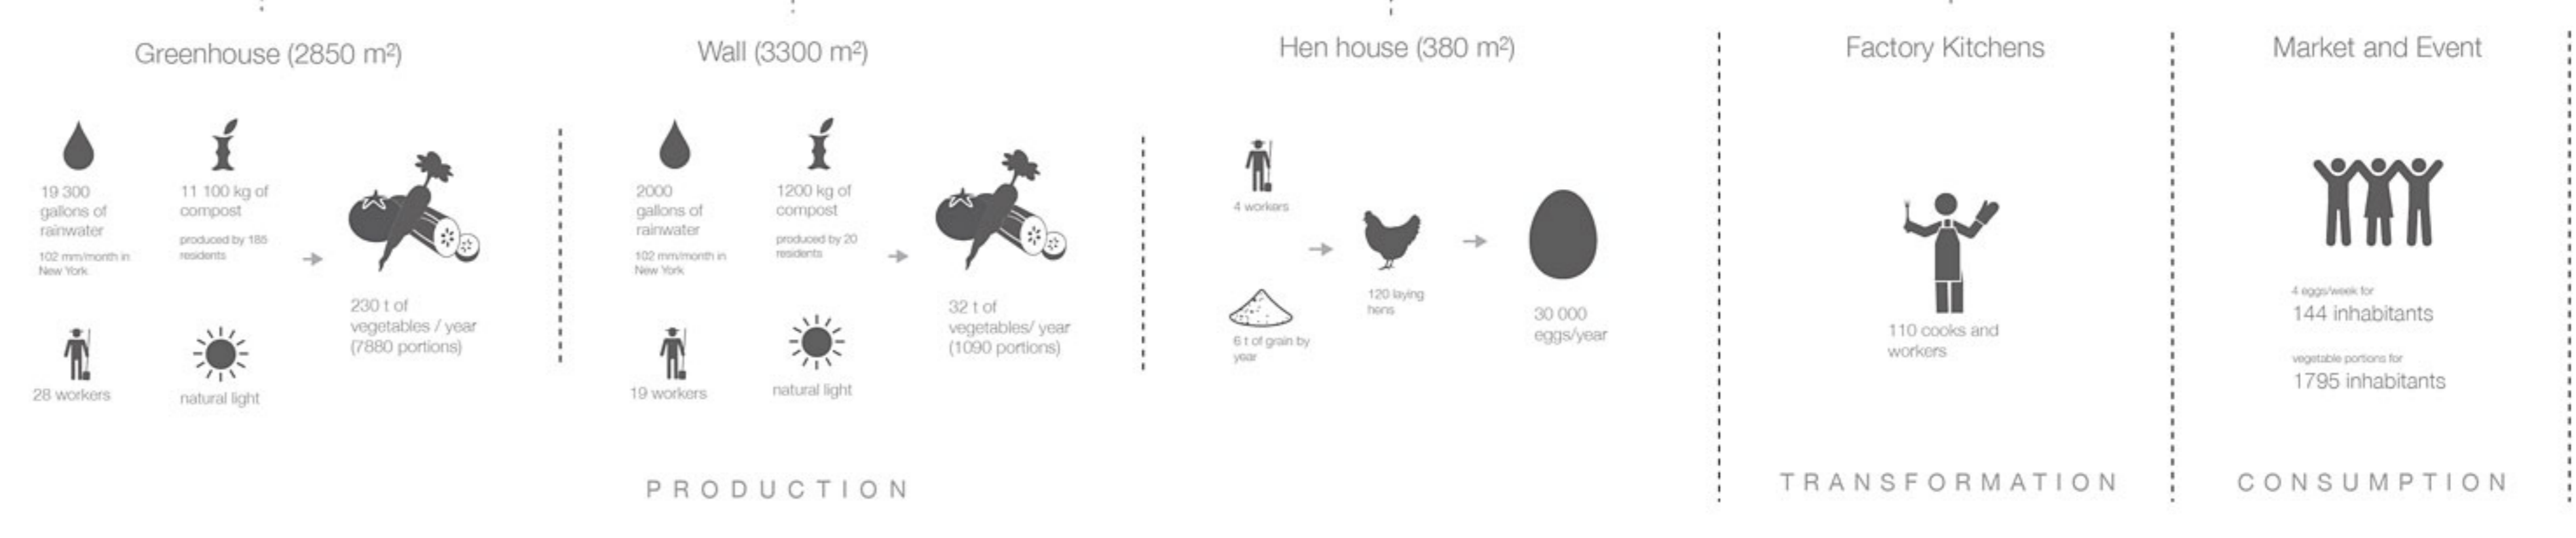 Greenhouse (2850 m²)
19 300
gallons of
rainwater
102 mm/month in
New York
11 100 kg of
compost
produced by 185
residents
28 workers
natural light
230 t of
vegetables / year
(7880 portions)
Wall (3300 m²)
2000
gallons of
rainwater
102 mm/month in
New York
1200 kg of
compost
produced by 20
residents
19 workers
natural light
32 t of
vegetables/ year
(1090 portions)
Hen house (380 m²)
4 workers
6 t of grain by
year
120 laying
hens
30 000
eggs/year
PRODUCTION
Factory Kitchens
110 cooks and
workers
TRANSFORMATION
Market and Event
4 eggs/week for
144 inhabitants
vegetable portions for
1795 inhabitants
CONSUMPTION